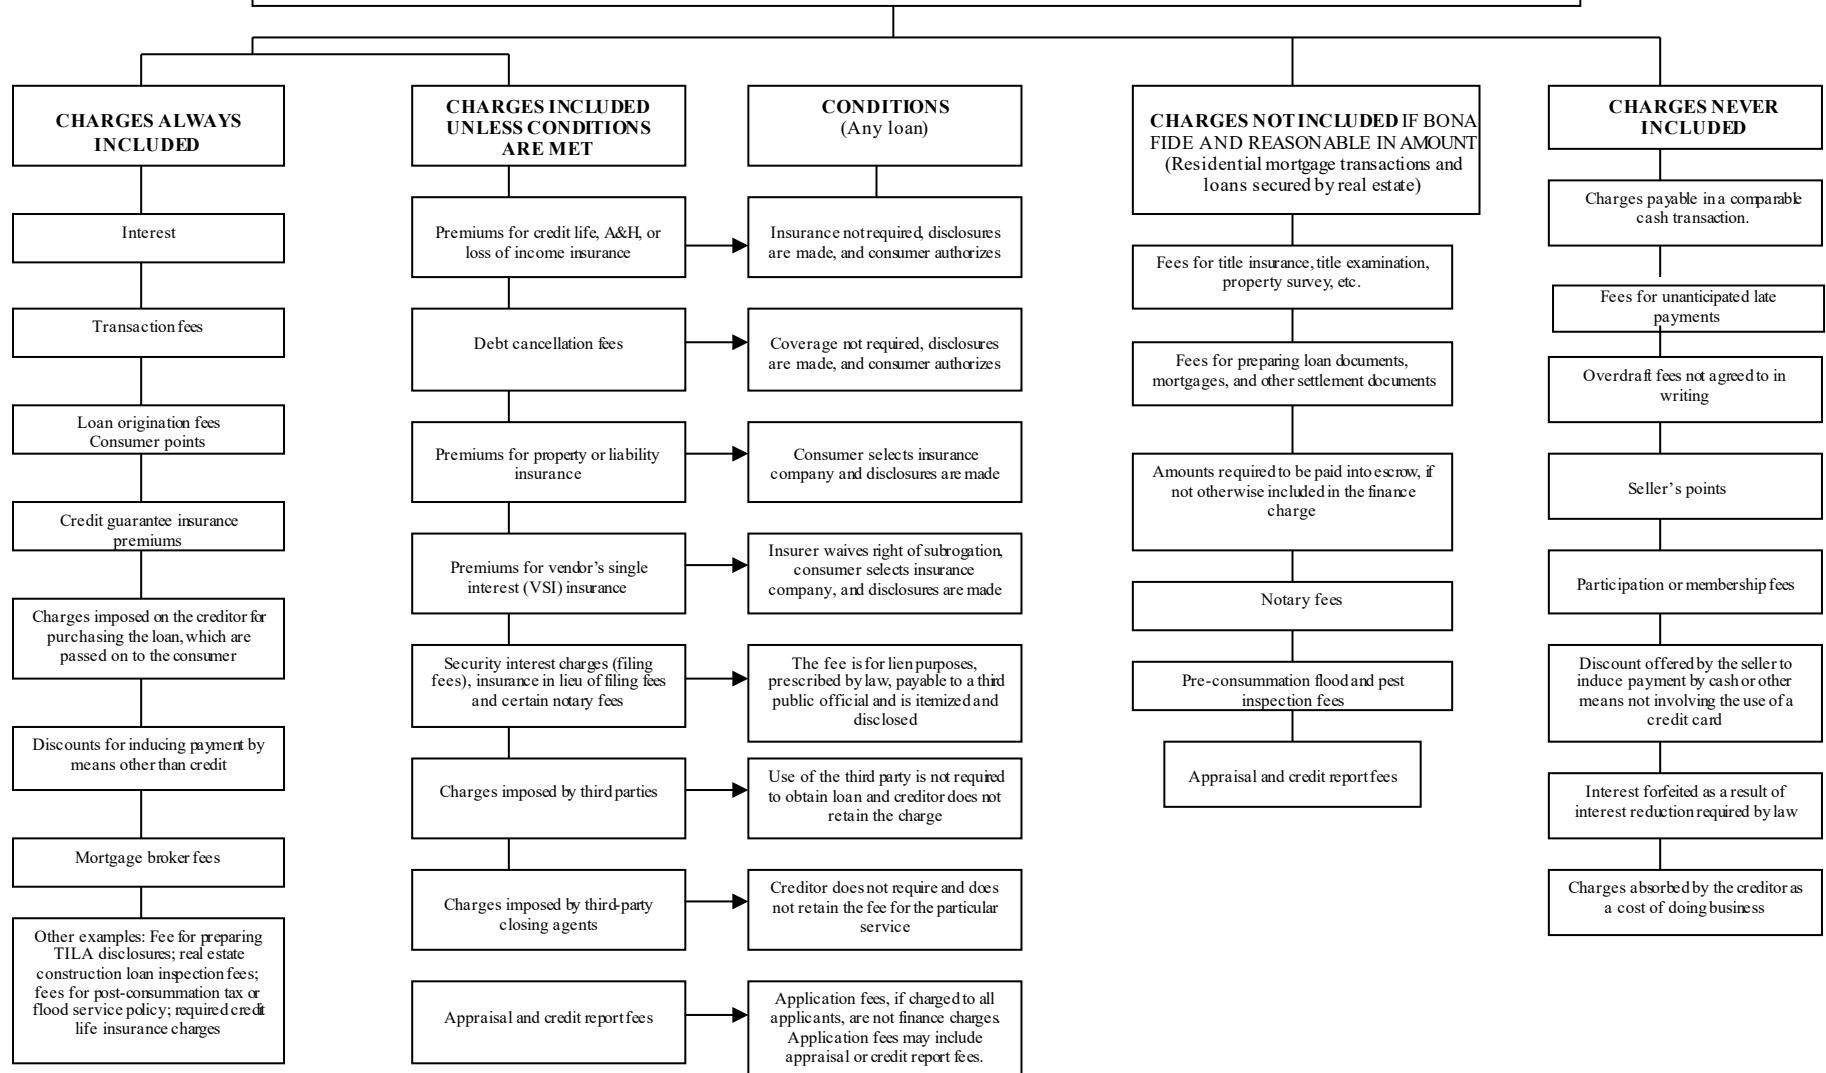 CHARGES ALWAYS
INCLUDED
Interest
Transaction fees
Loan origination fees
Consumer points
Credit guarantee insurance
premiums
Charges imposed on the creditor for
purchasing the loan, which are
passed on to the consumer
Discounts for inducing payment by
means other than credit
Mortgage broker fees
Other examples: Fee for preparing
TILA disclosures; real estate
construction loan inspection fees;
fees for post-consummation tax or
flood service policy; required credit
life insurance charges
CHARGES INCLUDED
UNLESS CONDITIONS
ARE MET
CONDITIONS
(Any loan)
Premiums for credit life, A&H, or
loss of income insurance
Insurance not required, disclosures
are made, and consumer authorizes
Debt cancellation fees
Coverage not required, disclosures
are made, and consumer authorizes
Premiums for property or liability
insurance
Consumer selects insurance
company and disclosures are made
Premiums for vendor’s single
interest (VSI) insurance
Insurer waives right of subrogation,
consumer selects insurance
company, and disclosures are made
Security interest charges (filing
fees), insurance in lieu of filing fees
and certain notary fees
The fee is for lien purposes,
prescribed by law, payable to a third
public official and is itemized and
disclosed
Charges imposed by third parties
Use of the third party is not required
to obtain loan and creditor does not
retain the charge
Charges imposed by third-party
closing agents
Creditor does not require and does
not retain the fee for the particular
service
Appraisal and credit report fees
Application fees, if charged to all
applicants, are not finance charges.
Application fees may include
appraisal or credit report fees.
CHARGES NOT INCLUDED IF BONA
FIDE AND REASONABLE IN AMOUNT
(Residential mortgage transactions and
loans secured by real estate)
Fees for title insurance, title examination,
property survey, etc.
Fees for preparing loan documents,
mortgages, and other settlement documents
Amounts required to be paid into escrow, if
not otherwise included in the finance
charge
Notary fees
Pre-consummation flood and pest
inspection fees
Appraisal and credit report fees
CHARGES NEVER
INCLUDED
Charges payable in a comparable
cash transaction.
Fees for unanticipated late
payments
Overdraft fees not agreed to in
writing
Seller’s points
Participation or membership fees
Discount offered by the seller to
induce payment by cash or other
means not involving the use of a
credit card
Interest forfeited as a result of
interest reduction required by law
Charges absorbed by the creditor as
a cost of doing business